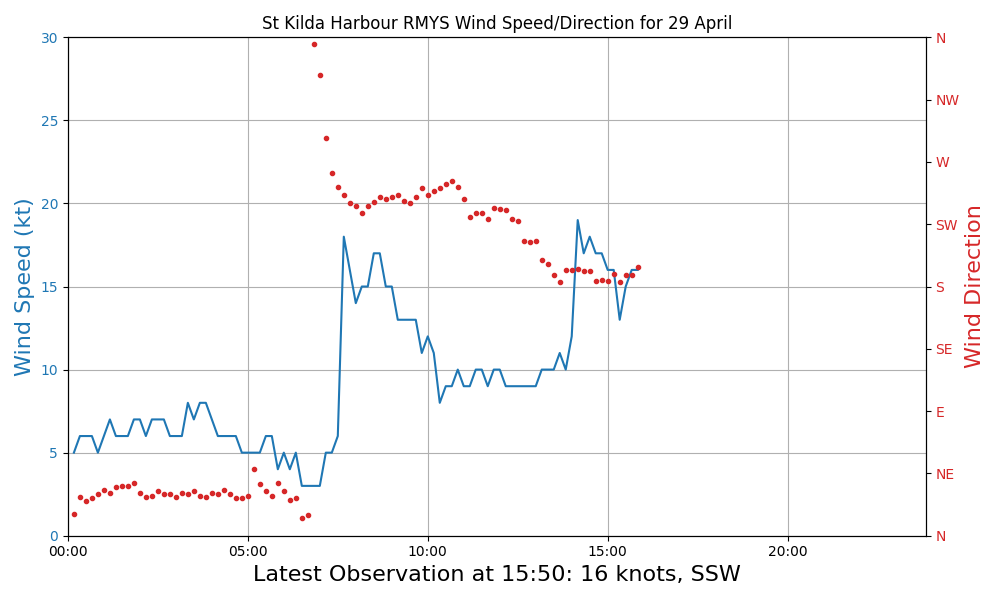 St Kilda Harbour RMYS Wind Speed/Direction for 29 April
30
25
20
15
10
5
0
Wind Speed (kt)
N
NW
W
SW
S
SE
E
NE
N
Wind Direction
00:00
05:00
10:00
15:00
20:00
Latest Observation at 15:50: 16 knots, SSW